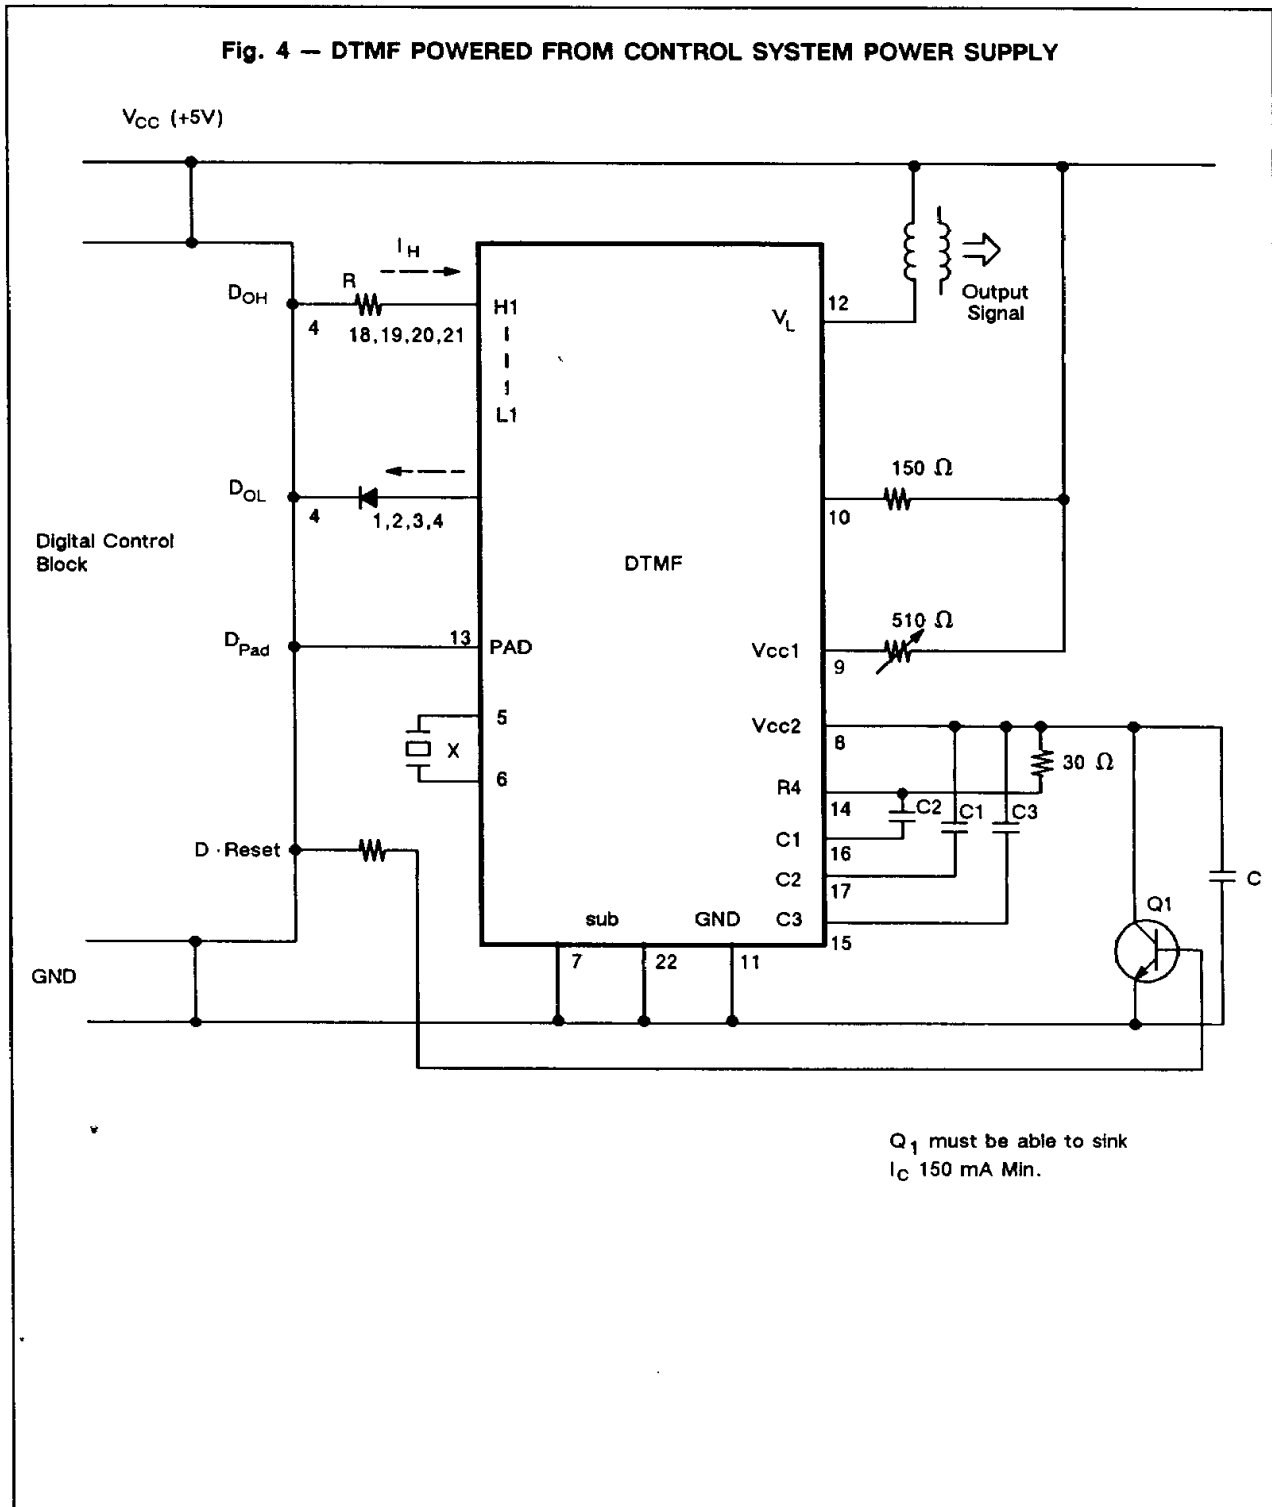 Fig. 4 — DTMF POWERED FROM CONTROL SYSTEM POWER SUPPLY
VCC (+5V)
IH
DOH
R
4
18,19,20,21
H1
L1
VL
12
Output
Signal
DOL
4
1,2,3,4
150 Ω
10
Digital Control
Block
DTMF
DPad
13
PAD
Vcc1
510 Ω
9
5
X
6
Vcc2
8
30 Ω
R4
14
C2
C1
C3
C1
16
C2
17
C3
15
D · Reset
C
Q1
sub
GND
7
22
11
GND
Q1 must be able to sink
IC 150 mA Min.